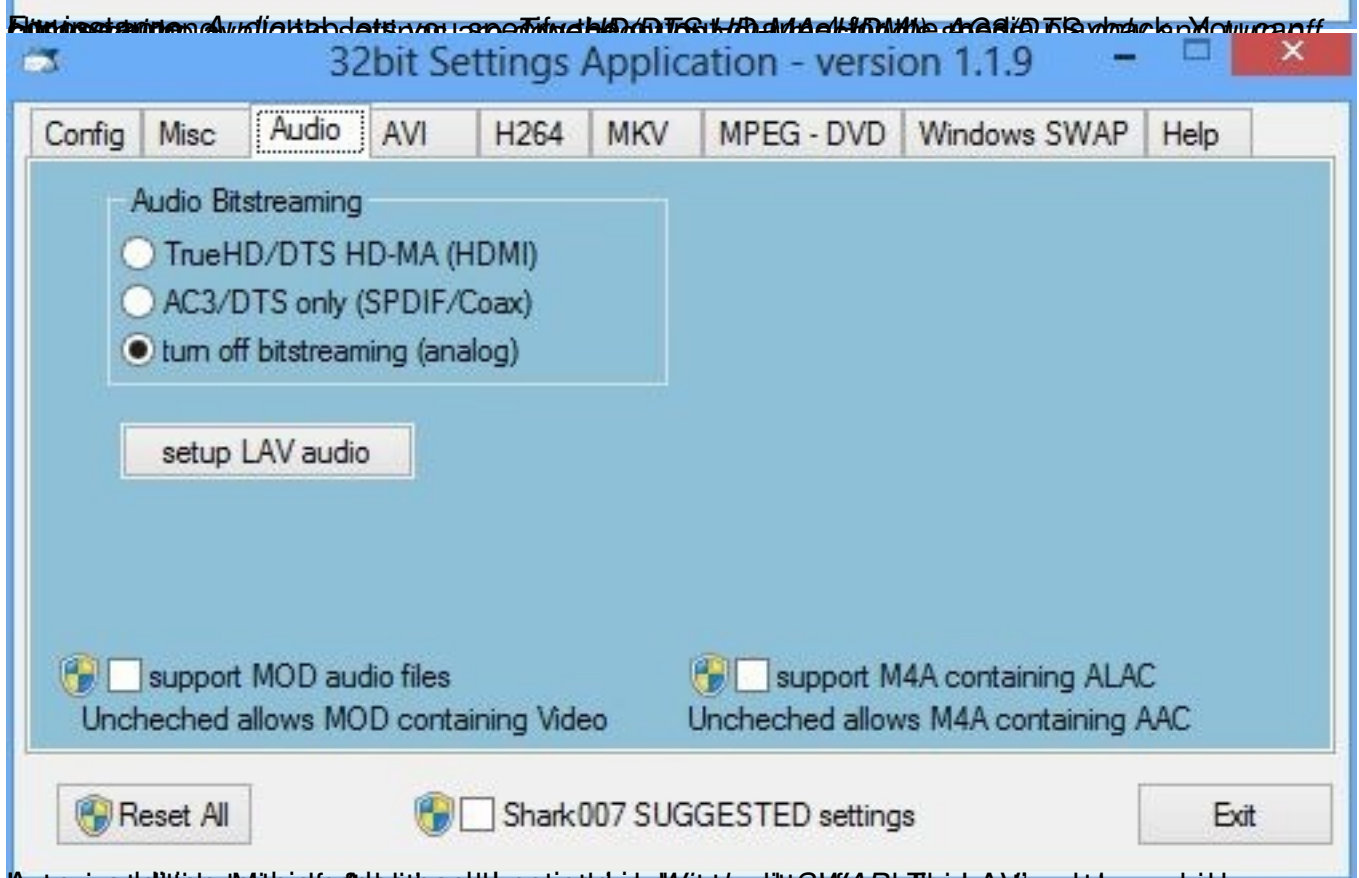 32bit Settings Application - version 1.1.9
Config Misc Audio AVI H264 MKV MPEG - DVD Windows SWAP Help
Audio Bitstreaming
TrueHD/DTS HD-MA (HDMI)
AC3/DTS only (SPDIF/Coax)
turn off bitstreaming (analog)
setup LAV audio
support MOD audio files support M4A containing ALAC
Uncheched allows MOD containing Video Uncheched allows M4A containing AAC
Reset All Shark007 SUGGESTED settings Exit